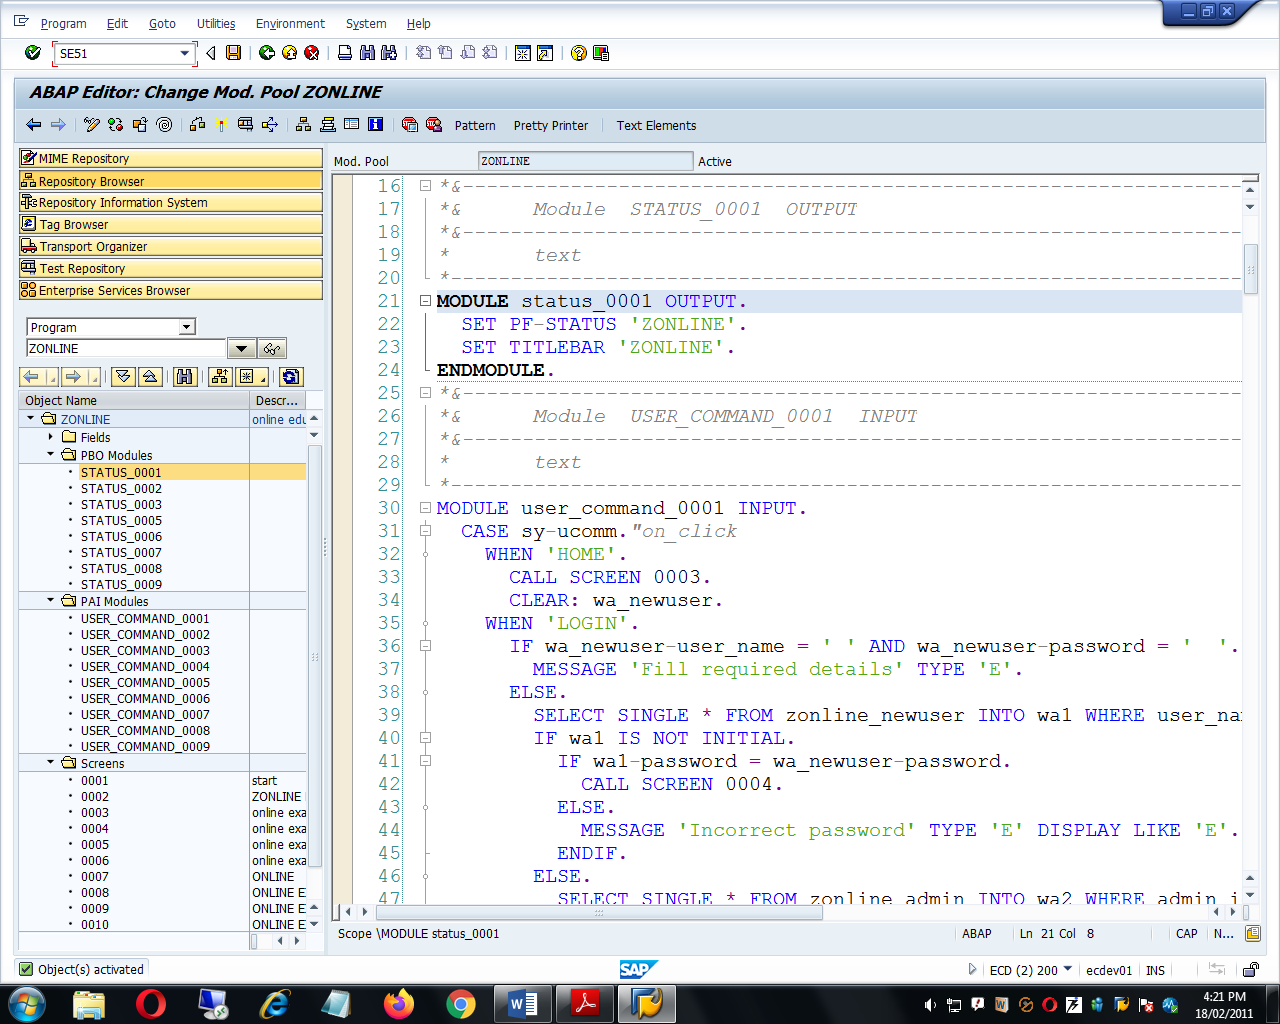 Program Edit Goto Utilities Environment System Help
SE51
ABAP Editor: Change Mod. Pool ZONLINE
Pattern Pretty Printer Text Elements
MIME Repository
Repository Browser
Repository Information System
Tag Browser
Transport Organizer
Test Repository
Enterprise Services Browser
Program
ZONLINE
Object Name Descr...
ZONLINE online edu
Fields
PBO Modules
STATUS_0001
STATUS_0002
STATUS_0003
STATUS_0005
STATUS_0006
STATUS_0007
STATUS_0008
STATUS_0009
PAI Modules
USER_COMMAND_0001
USER_COMMAND_0002
USER_COMMAND_0003
USER_COMMAND_0004
USER_COMMAND_0005
USER_COMMAND_0006
USER_COMMAND_0007
USER_COMMAND_0008
USER_COMMAND_0009
Screens
0001 start
0002 ZONLINE
0003 online exa
0004 online exa
0005 online exa
0006 online exa
0007 ONLINE
0008 ONLINE E
0009 ONLINE E
0010 ONLINE E
Mod. Pool ZONLINE Active
16 *&---------------------------------------------------------------------
17 *& Module STATUS_0001 OUTPUT
18 *&---------------------------------------------------------------------
19 * text
20 *----------------------------------------------------------------------
21 MODULE status_0001 OUTPUT.
22 SET PF-STATUS 'ZONLINE'.
23 SET TITLEBAR 'ZONLINE'.
24 ENDMODULE.
25 *&---------------------------------------------------------------------
26 *& Module USER_COMMAND_0001 INPUT
27 *&---------------------------------------------------------------------
28 * text
29 *----------------------------------------------------------------------
30 MODULE user_command_0001 INPUT.
31 CASE sy-ucomm."on_click
32 WHEN 'HOME'.
33 CALL SCREEN 0003.
34 CLEAR: wa_newuser.
35 WHEN 'LOGIN'.
36 IF wa_newuser-user_name = ' ' AND wa_newuser-password = '  '.
37 MESSAGE 'Fill required details' TYPE 'E'.
38 ELSE.
39 SELECT SINGLE * FROM zonline_newuser INTO wa1 WHERE user_na
40 IF wa1 IS NOT INITIAL.
41 IF wa1-password = wa_newuser-password.
42 CALL SCREEN 0004.
43 ELSE.
44 MESSAGE 'Incorrect password' TYPE 'E' DISPLAY LIKE 'E'.
45 ENDIF.
46 ELSE.
47 SELECT SINGLE * FROM zonline_admin INTO wa2 WHERE admin_i
Scope \MODULE status_0001 ABAP Ln 21 Col 8 CAP N...
Object(s) activated SAP ECD (2) 200 ecdev01 INS
4:21 PM
18/02/2011